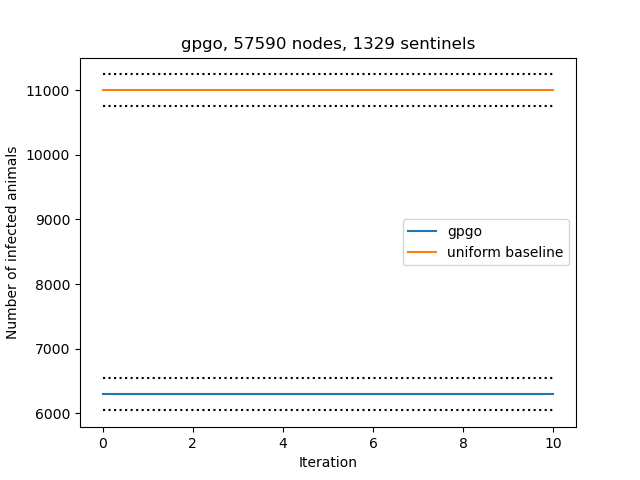 gpgo, 57590 nodes, 1329 sentinels
11000
10000
9000
8000
7000
6000
Number of infected animals
gpgo
uniform baseline
0 2 4 6 8 10
Iteration